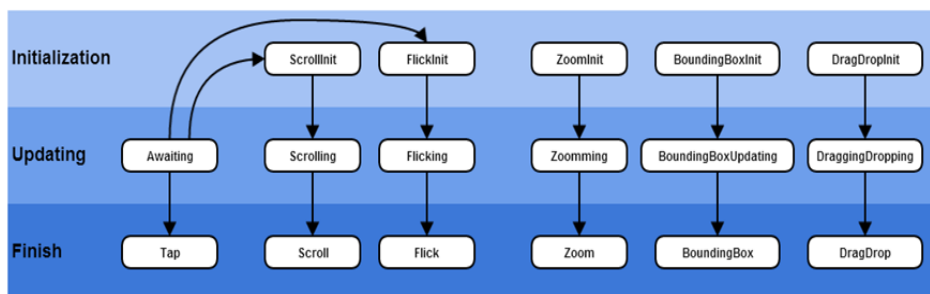 Initialization
ScrollInit
FlickInit
ZoomInit
BoundingBoxInit
DragDropInit
Updating
Awaiting
Scrolling
Flicking
Zoomming
BoundingBoxUpdating
DraggingDropping
Finish
Tap
Scroll
Flick
Zoom
BoundingBox
DragDrop